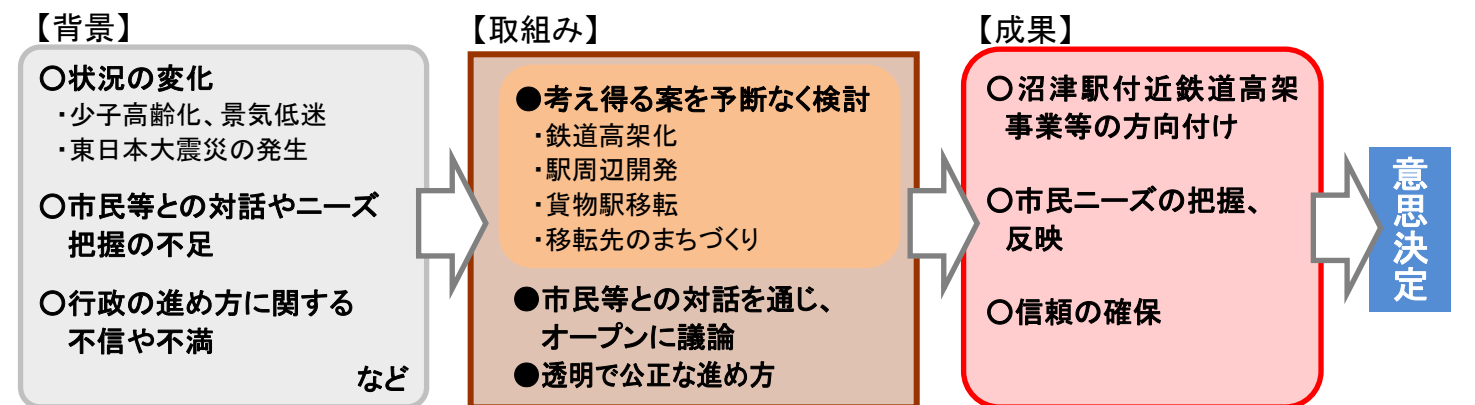 【背景】
○状況の変化
・少子高齢化、景気低迷
・東日本大震災の発生
○市民等との対話やニーズ
把握の不足
○行政の進め方に関する
不信や不満
など
【取組み】
●考え得る案を予断なく検討
・鉄道高架化
・駅周辺開発
・貨物駅移転
・移転先のまちづくり
●市民等との対話を通じ、
オープンに議論
●透明で公正な進め方
【成果】
○沼津駅付近鉄道高架
事業等の方向付け
○市民ニーズの把握、
反映
○信頼の確保
意思決定